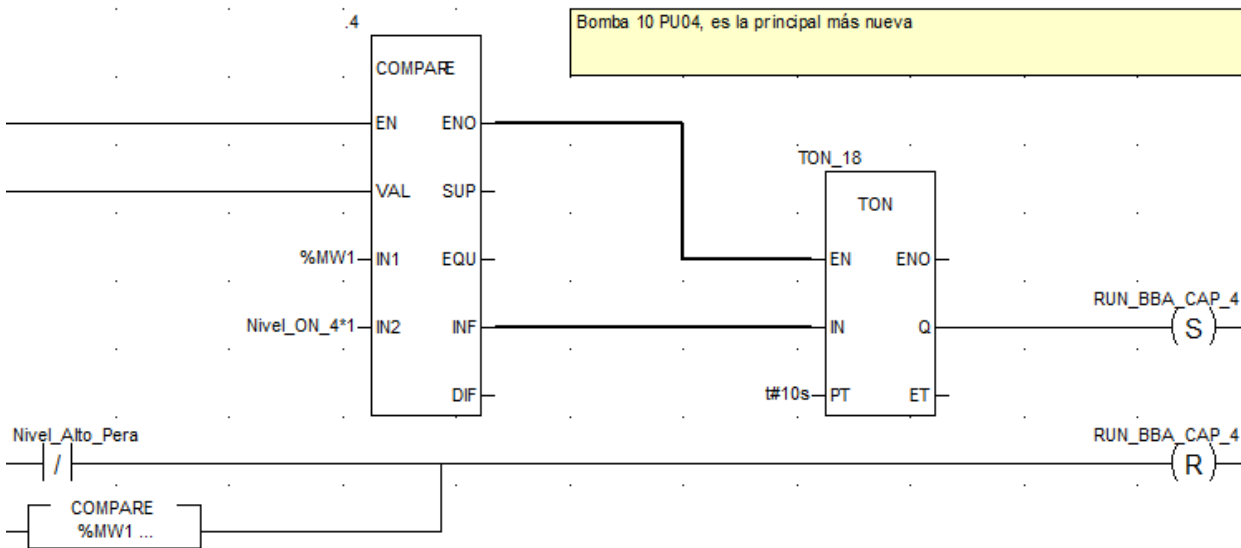 .4
Bomba 10 PU04, es la principal más nueva
COMPARE
EN ENO
TON_18
VAL SUP
TON
%MW1 IN1 EQU
EN ENO
RUN_BBA_CAP_4
Nivel_ON_4*1 IN2 INF
IN Q
S
DIF
t#10s PT ET
Nivel_Alto_Pera
RUN_BBA_CAP_4
/
R
COMPARE
%MW1 ...